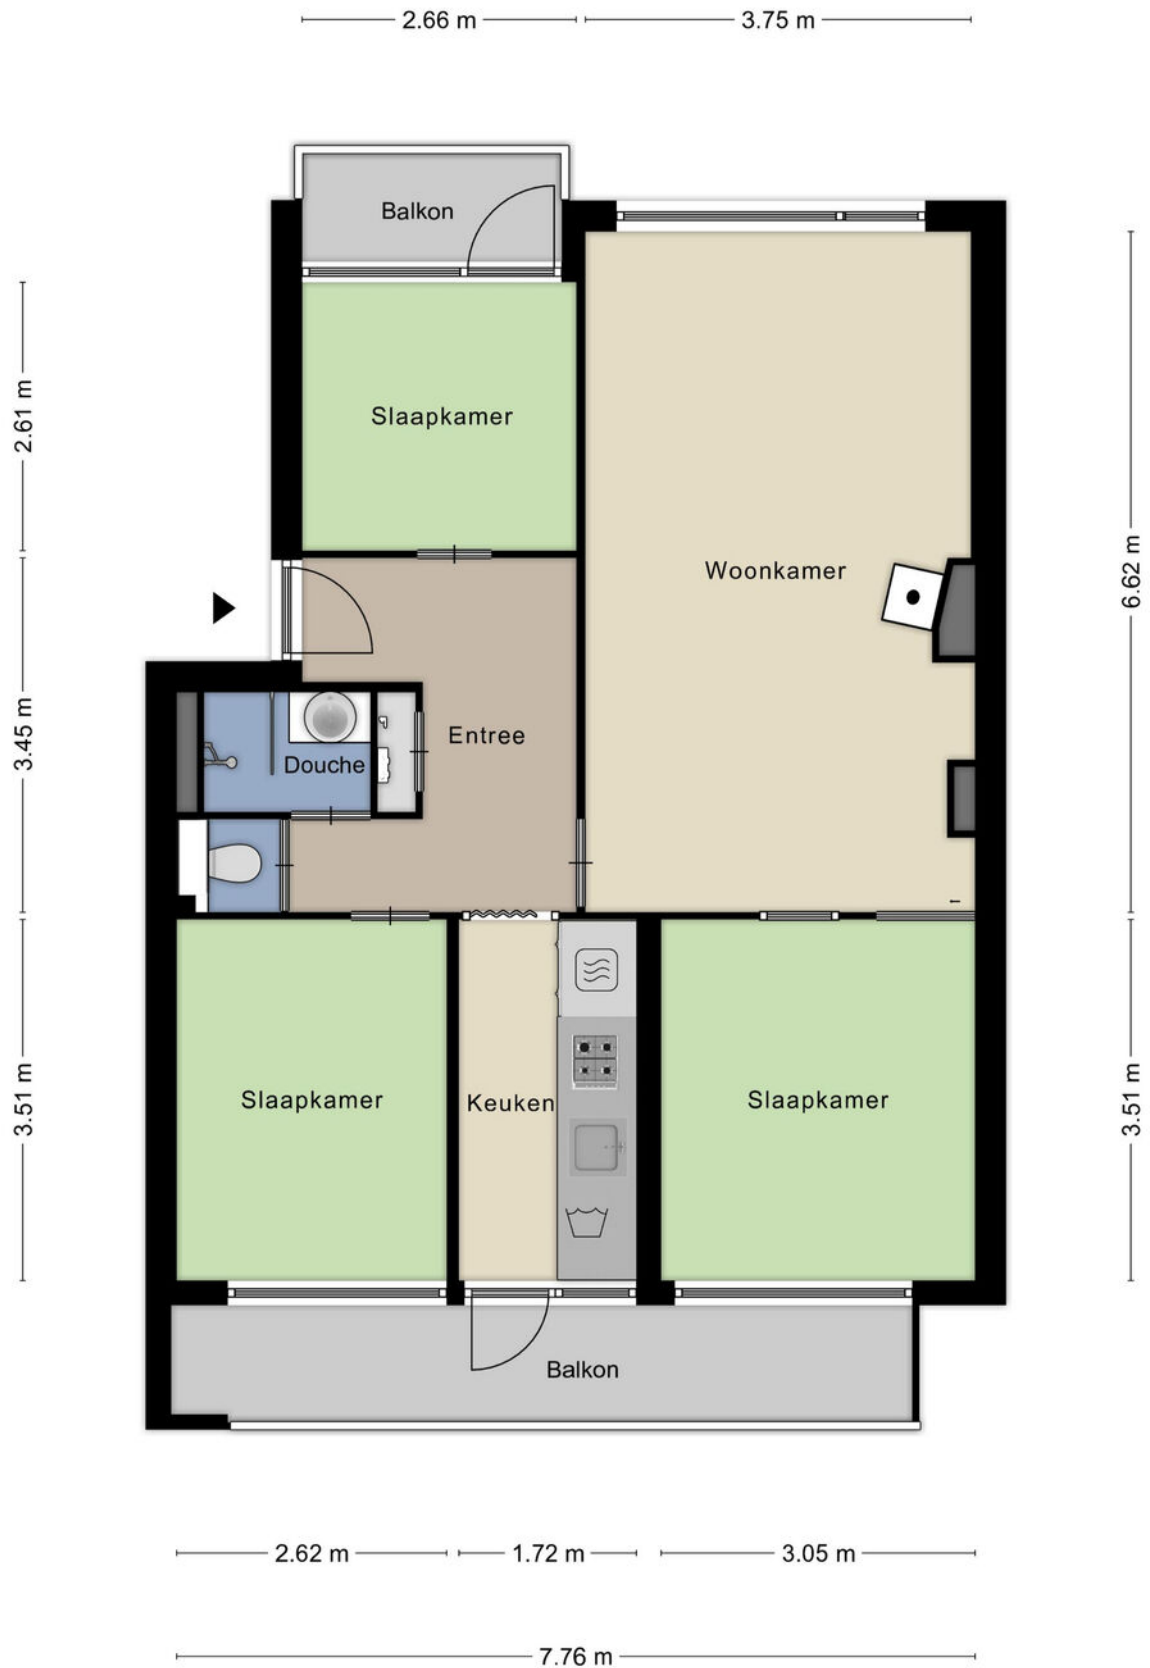 2.66 m
3.75 m
Balkon
2.61 m
Slaapkamer
Woonkamer
6.62 m
3.45 m
Entree
Douche
3.51 m
Slaapkamer
Keuken
Slaapkamer
3.51 m
Balkon
2.62 m
1.72 m
3.05 m
7.76 m